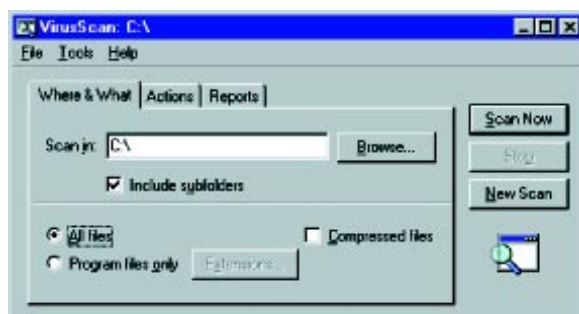 VirusScan: C:\
File Tools Help
Where & What Actions Reports
Scan in: C:\ Browse...
Include subfolders
All files Compressed files
Program files only Extensions...
Scan Now
Stop
New Scan